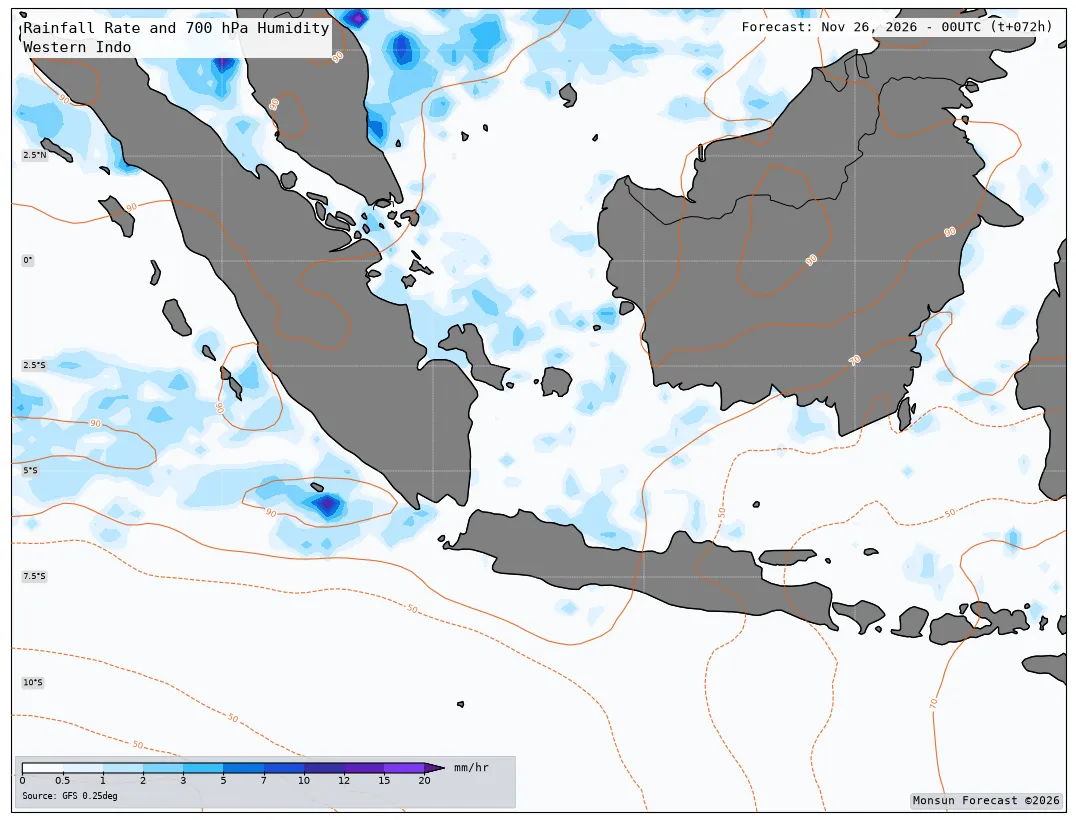 Rainfall Rate and 700 hPa Humidity
Western Indo
Forecast: Nov 26, 2026 - 00UTC (t+072h)
90
90
90
2.5°N
90
90
0°
90
70
2.5°S
90
90
5°S
90
50
50
7.5°S
50
10°S
70
50
50
mm/hr
0 0.5 1 2 3 5 7 10 12 15 20
Source: GFS 0.25deg
Monsun Forecast ©2026